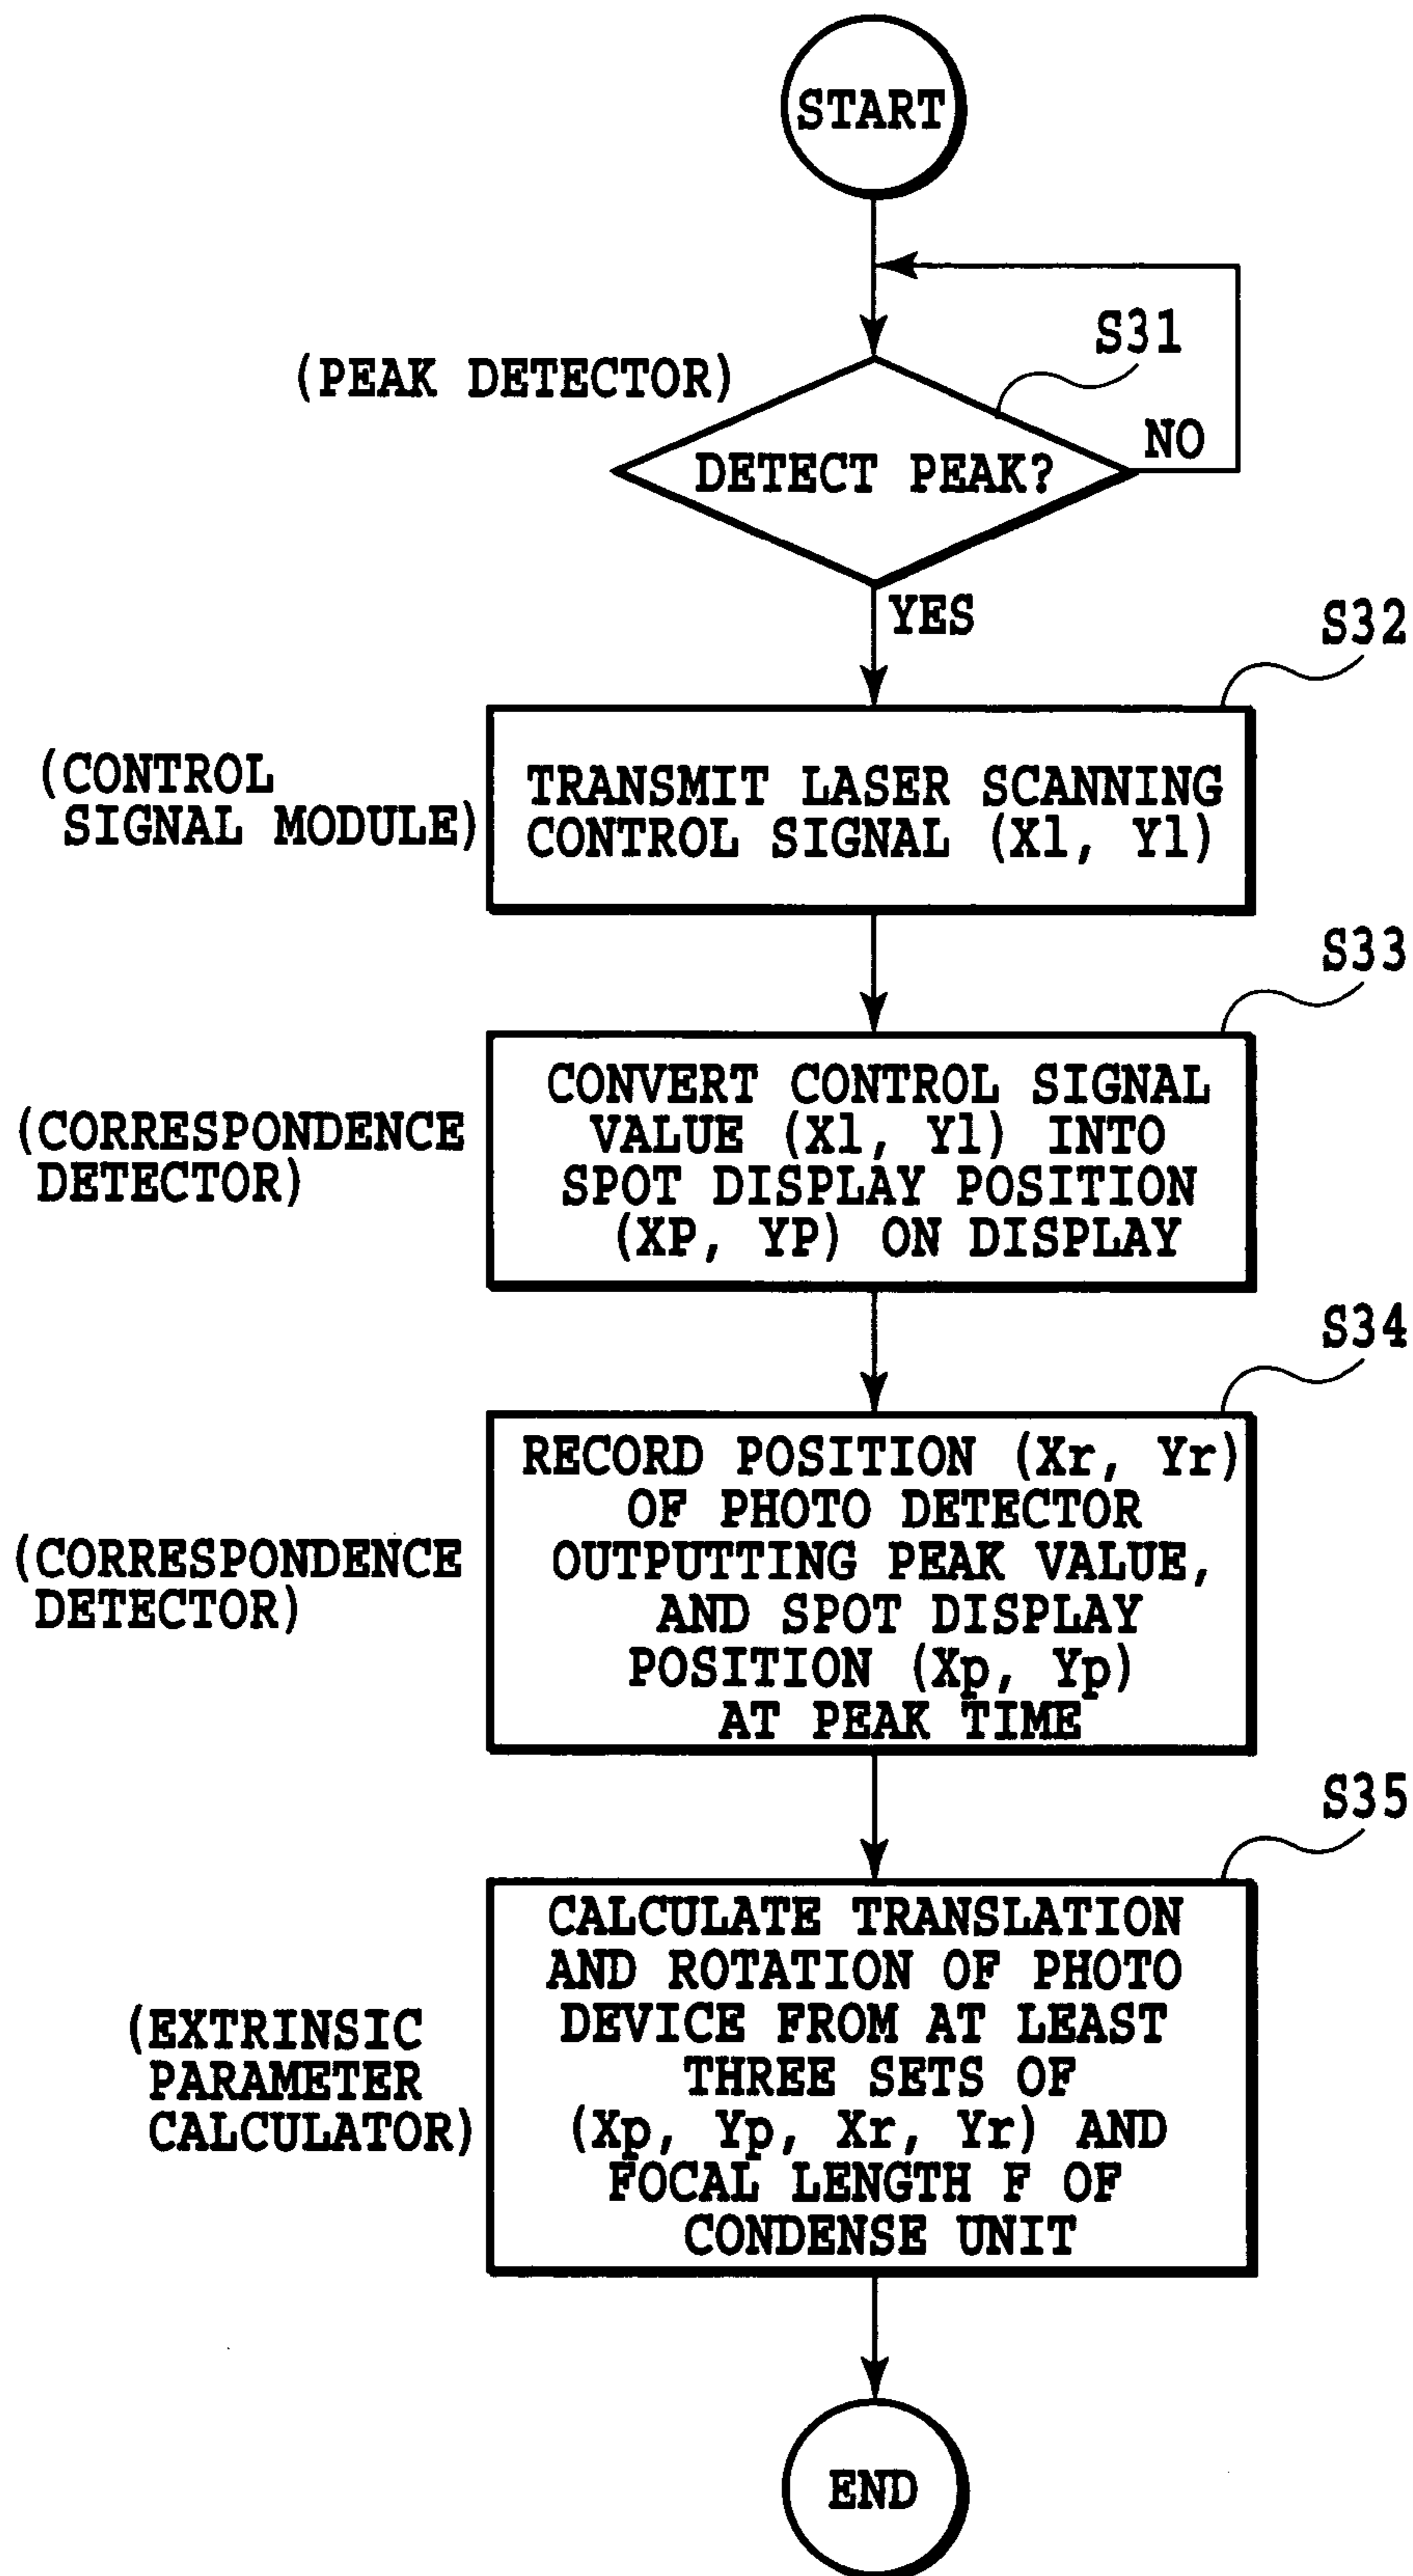 START
S31
(PEAK DETECTOR)
NO
DETECT PEAK?
YES
S32
(CONTROL
SIGNAL MODULE)
TRANSMIT LASER SCANNING
CONTROL SIGNAL (Xl, Yl)
S33
(CORRESPONDENCE
DETECTOR)
CONVERT CONTROL SIGNAL
VALUE (Xl, Yl) INTO
SPOT DISPLAY POSITION
(XP, YP) ON DISPLAY
S34
(CORRESPONDENCE
DETECTOR)
RECORD POSITION (Xr, Yr)
OF PHOTO DETECTOR
OUTPUTTING PEAK VALUE,
AND SPOT DISPLAY
POSITION (Xp, Yp)
AT PEAK TIME
S35
(EXTRINSIC
PARAMETER
CALCULATOR)
CALCULATE TRANSLATION
AND ROTATION OF PHOTO
DEVICE FROM AT LEAST
THREE SETS OF
(Xp, Yp, Xr, Yr) AND
FOCAL LENGTH F OF
CONDENSE UNIT
END